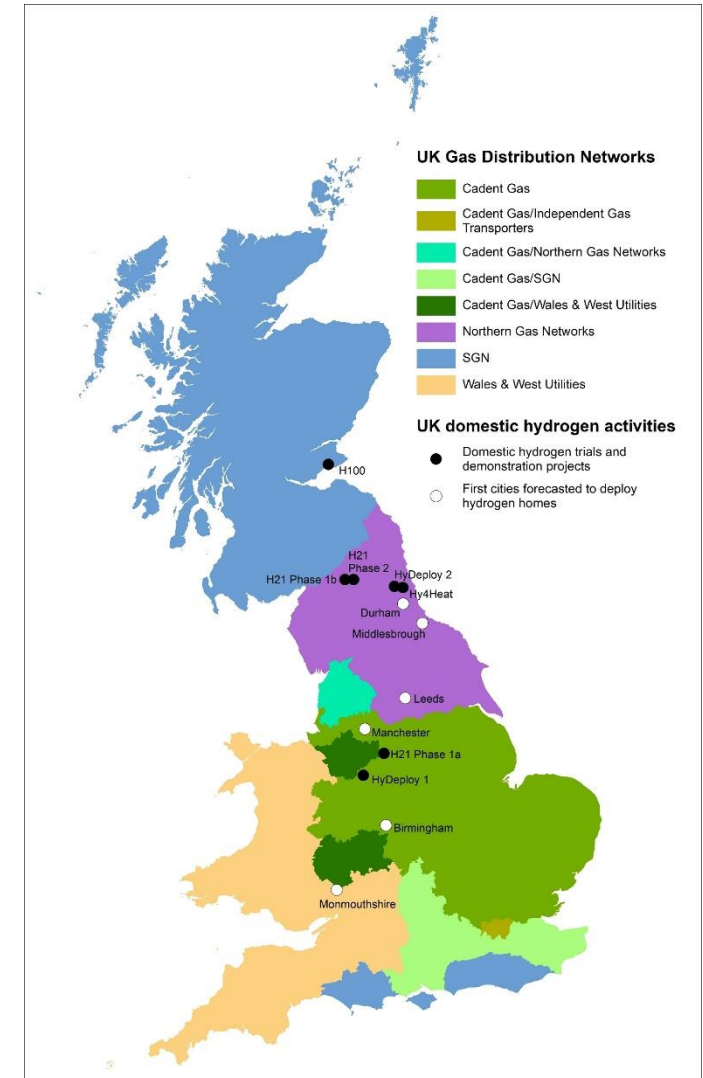 UK Gas Distribution Networks
Cadent Gas
Cadent Gas/Independent Gas
Transporters
Cadent Gas/Northern Gas Networks
Cadent Gas/SGN
Cadent Gas/Wales & West Utilities
Northern Gas Networks
SGN
Wales & West Utilities
UK domestic hydrogen activities
Domestic hydrogen trials and
demonstration projects
First cities forecasted to deploy
hydrogen homes
H100
H21
Phase 2
H21 Phase 1b
HyDeploy 2
Hy4Heat
Durham
Middlesbrough
Leeds
Manchester
H21 Phase 1a
HyDeploy 1
Birmingham
Monmouthshire